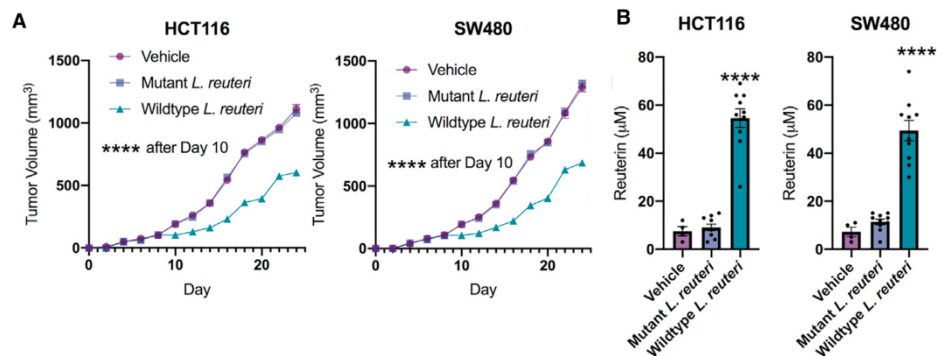 A
HCT116
Vehicle
Mutant L. reuteri
Wildtype L. reuteri
**** after Day 10
Tumor Volume (mm³)
1500
1000
500
0
0
10
20
Day
SW480
Vehicle
Mutant L. reuteri
Wildtype L. reuteri
**** after Day 10
Tumor Volume (mm³)
1500
1000
500
0
0
10
20
Day
B
HCT116
****
Reuterin (μM)
80
60
40
20
0
Vehicle
Mutant L. reuteri
Wildtype L. reuteri
SW480
****
Reuterin (μM)
80
60
40
20
0
Vehicle
Mutant L. reuteri
Wildtype L. reuteri